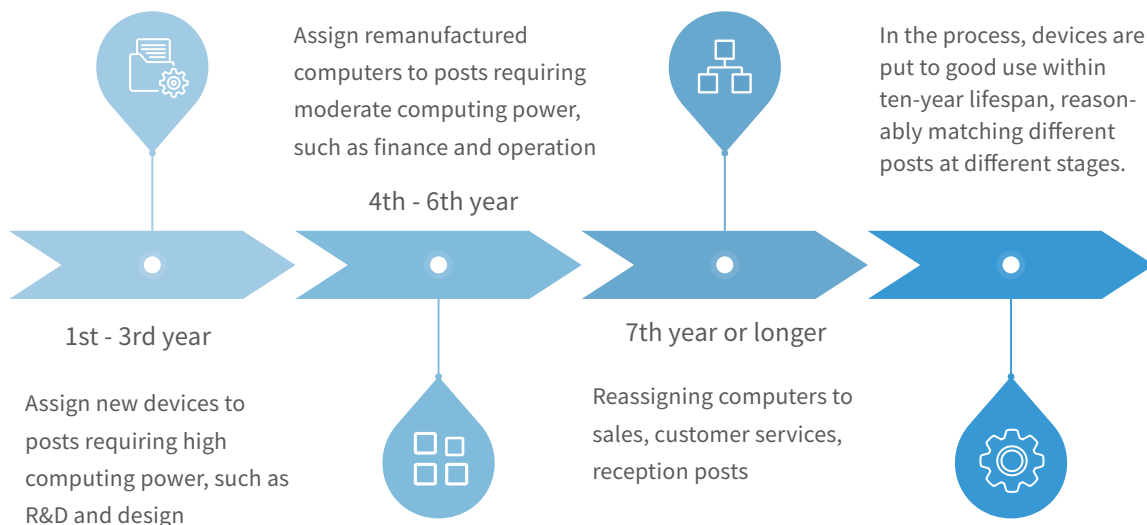 1st - 3rd year
Assign new devices to
posts requiring high
computing power, such as
R&D and design
Assign remanufactured
computers to posts requiring
moderate computing power,
such as finance and operation
4th - 6th year
7th year or longer
Reassigning computers to
sales, customer services,
reception posts
In the process, devices are
put to good use within
ten-year lifespan, reason-
ably matching different
posts at different stages.